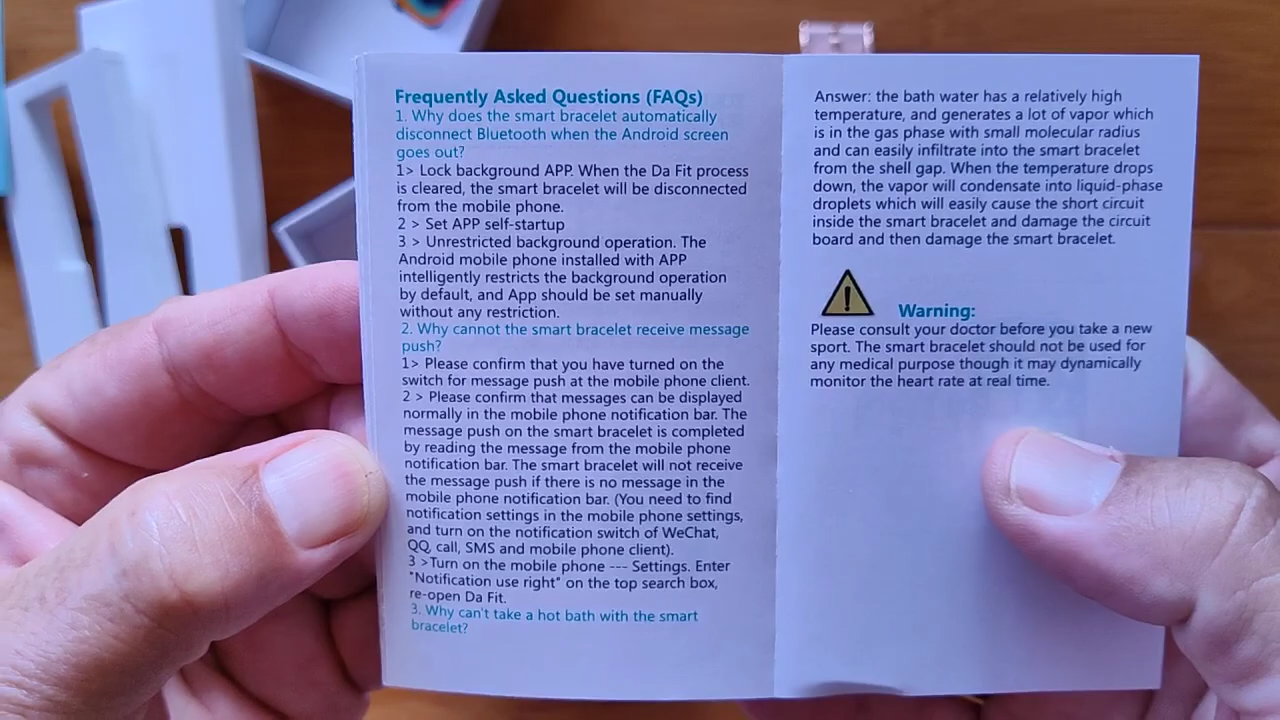 Frequently Asked Questions (FAQs)
1. Why does the smart bracelet automatically
disconnect Bluetooth when the Android screen
goes out?
1> Lock background APP. When the Da Fit process
is cleared, the smart bracelet will be disconnected
from the mobile phone.
2 > Set APP self-startup
3 > Unrestricted background operation. The
Android mobile phone installed with APP
intelligently restricts the background operation
by default, and App should be set manually
without any restriction.
2. Why cannot the smart bracelet receive message
push?
1> Please confirm that you have turned on the
switch for message push at the mobile phone client.
2 > Please confirm that messages can be displayed
normally in the mobile phone notification bar. The
message push on the smart bracelet is completed
by reading the message from the mobile phone
notification bar. The smart bracelet will not receive
the message push if there is no message in the
mobile phone notification bar. (You need to find
notification settings in the mobile phone settings,
and turn on the notification switch of WeChat,
QQ, call, SMS and mobile phone client).
3 >Turn on the mobile phone --- Settings. Enter
"Notification use right" on the top search box,
re-open Da Fit.
3. Why can't take a hot bath with the smart
bracelet?
Answer: the bath water has a relatively high
temperature, and generates a lot of vapor which
is in the gas phase with small molecular radius
and can easily infiltrate into the smart bracelet
from the shell gap. When the temperature drops
down, the vapor will condensate into liquid-phase
droplets which will easily cause the short circuit
inside the smart bracelet and damage the circuit
board and then damage the smart bracelet.
Warning:
Please consult your doctor before you take a new
sport. The smart bracelet should not be used for
any medical purpose though it may dynamically
monitor the heart rate at real time.